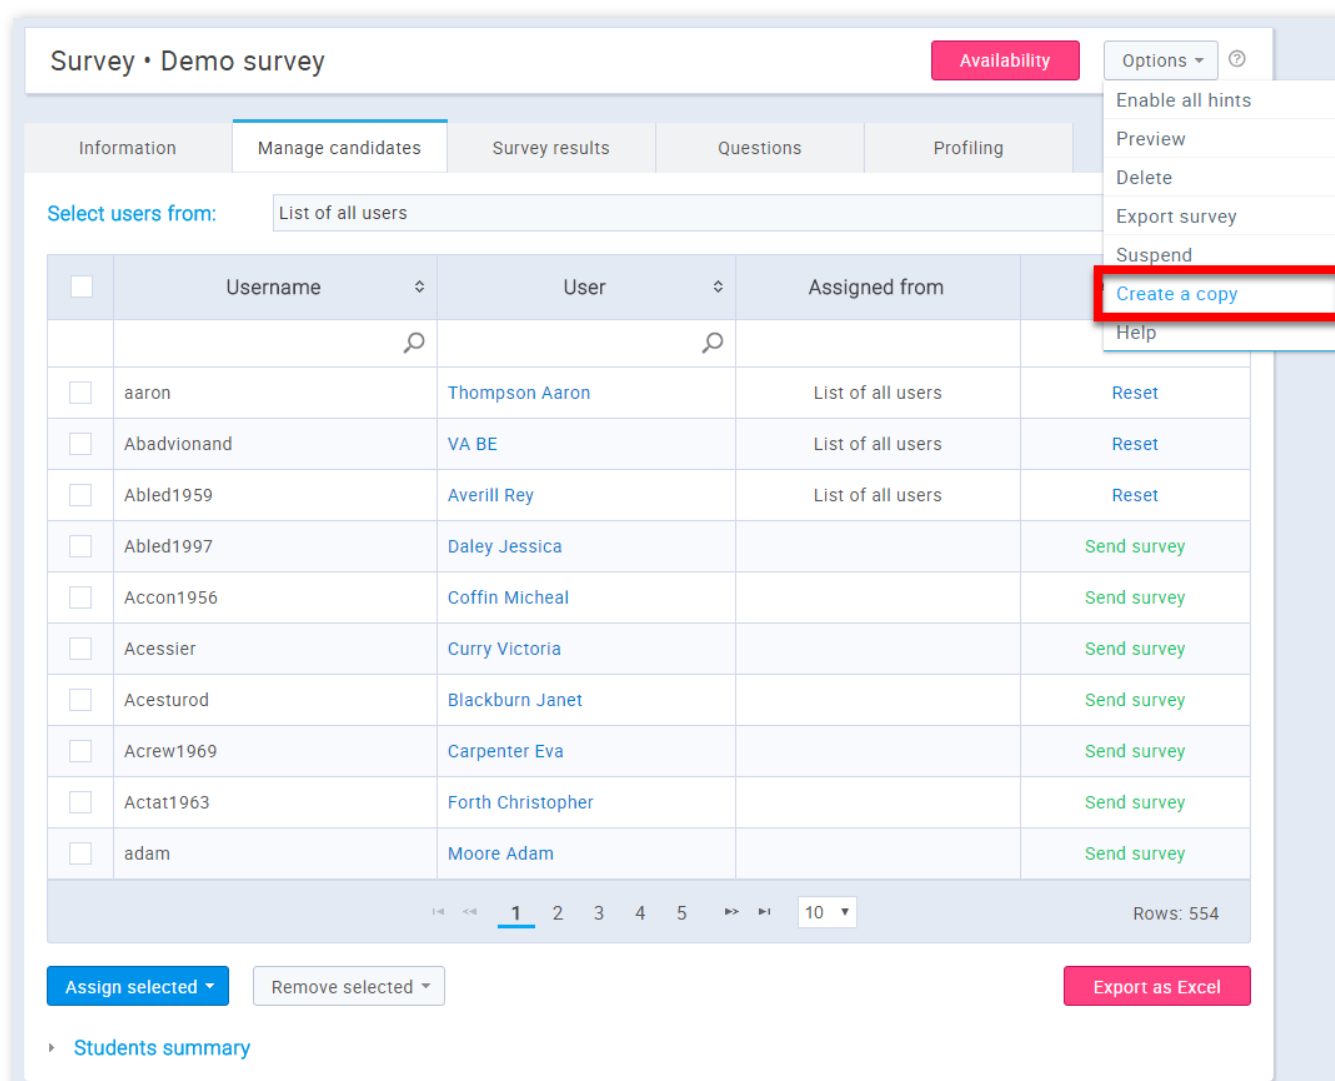 Survey • Demo survey
Availability
Options
Enable all hints
Preview
Delete
Export survey
Suspend
Create a copy
Help
Information
Manage candidates
Survey results
Questions
Profiling
Select users from:
List of all users
Username
User
Assigned from
aaron
Thompson Aaron
List of all users
Reset
Abadvionand
VA BE
List of all users
Reset
Abled1959
Averill Rey
List of all users
Reset
Abled1997
Daley Jessica
Send survey
Accon1956
Coffin Micheal
Send survey
Acessier
Curry Victoria
Send survey
Acesturod
Blackburn Janet
Send survey
Acrew1969
Carpenter Eva
Send survey
Actat1963
Forth Christopher
Send survey
adam
Moore Adam
Send survey
1 2 3 4 5
10
Rows: 554
Assign selected
Remove selected
Export as Excel
Students summary